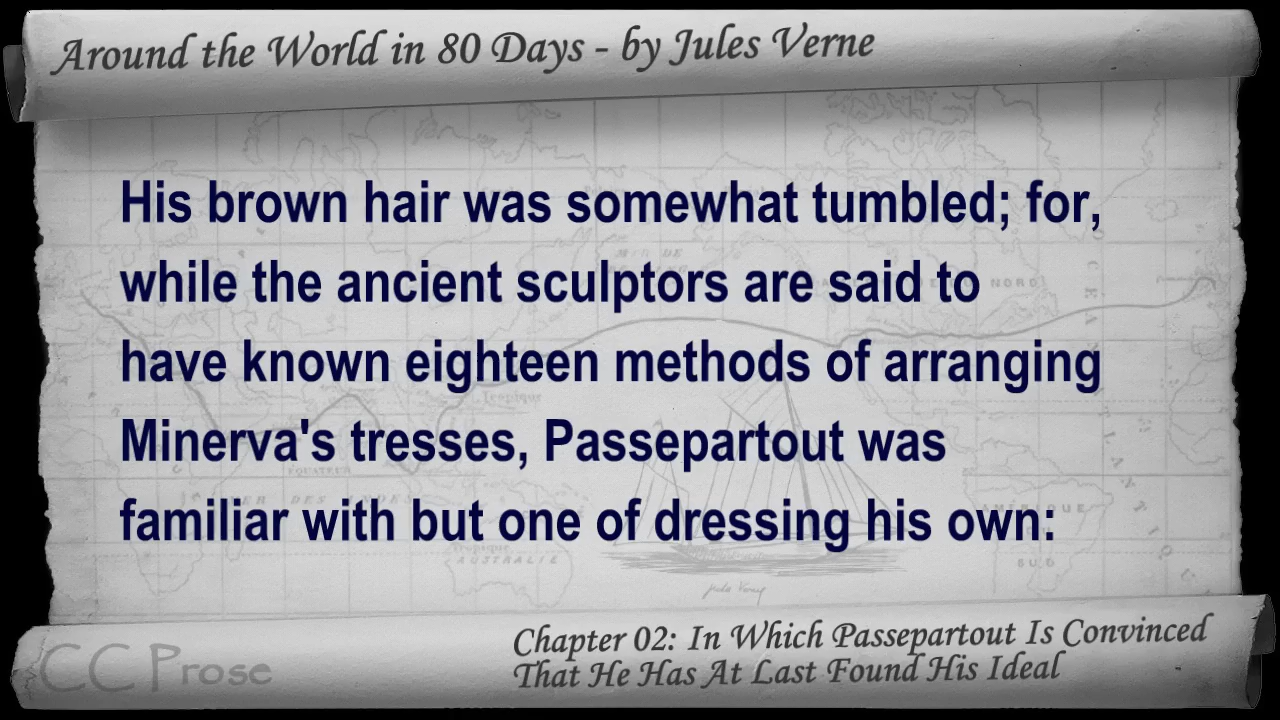 Around the World in 80 Days - by Jules Verne
His brown hair was somewhat tumbled; for,
while the ancient sculptors are said to
have known eighteen methods of arranging
Minerva's tresses, Passepartout was
familiar with but one of dressing his own:
Chapter 02: In Which Passepartout Is Convinced
That He Has At Last Found His Ideal
CC Prose